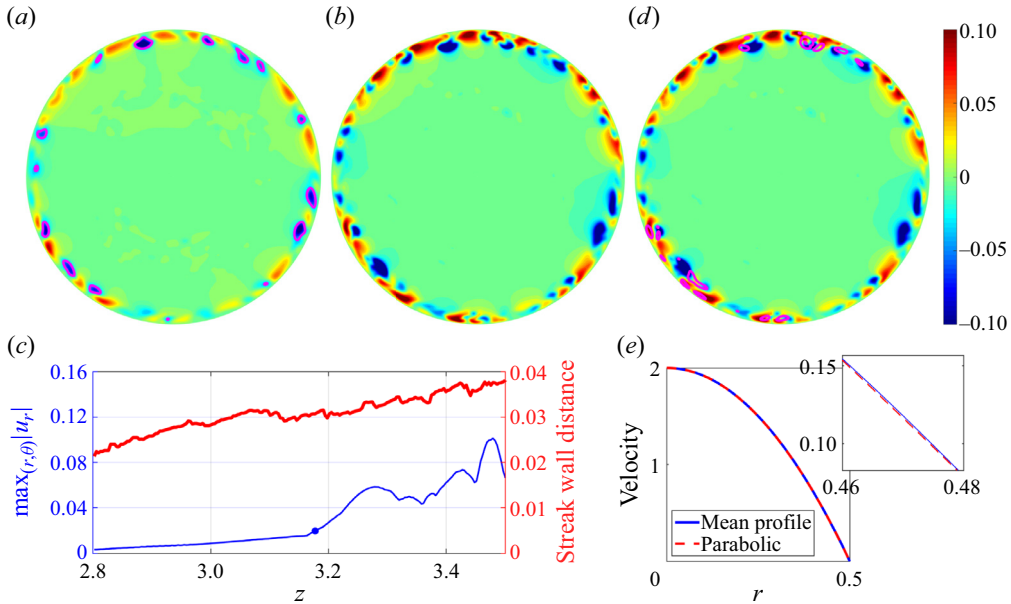 (a)
(b)
(d)
0.10
0.05
0
–0.05
–0.10
(c)
0.16
0.12
0.08
0.04
0
max(r,θ)|ur|
0.04
0.03
0.02
0.01
0
Streak wall distance
2.8
3.0
3.2
3.4
z
(e)
2
1
0
Velocity
Mean profile
Parabolic
0.5
r
0.15
0.10
0.46
0.48